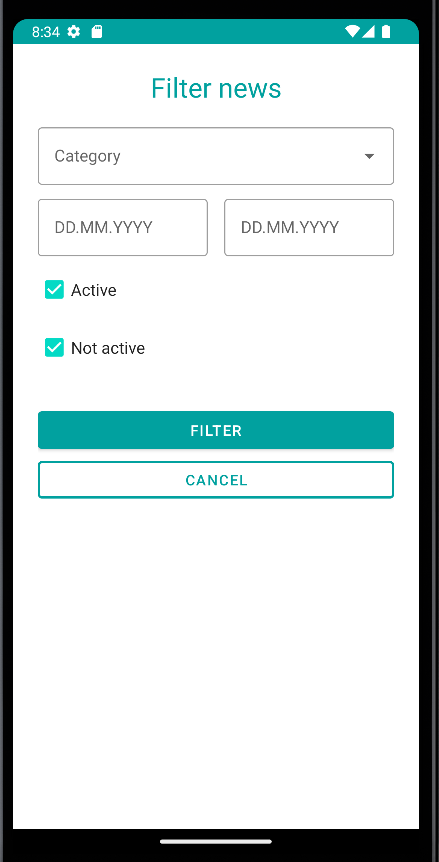 8:34
Filter news
Category
DD.MM.YYYY DD.MM.YYYY
Active
Not active
FILTER
CANCEL